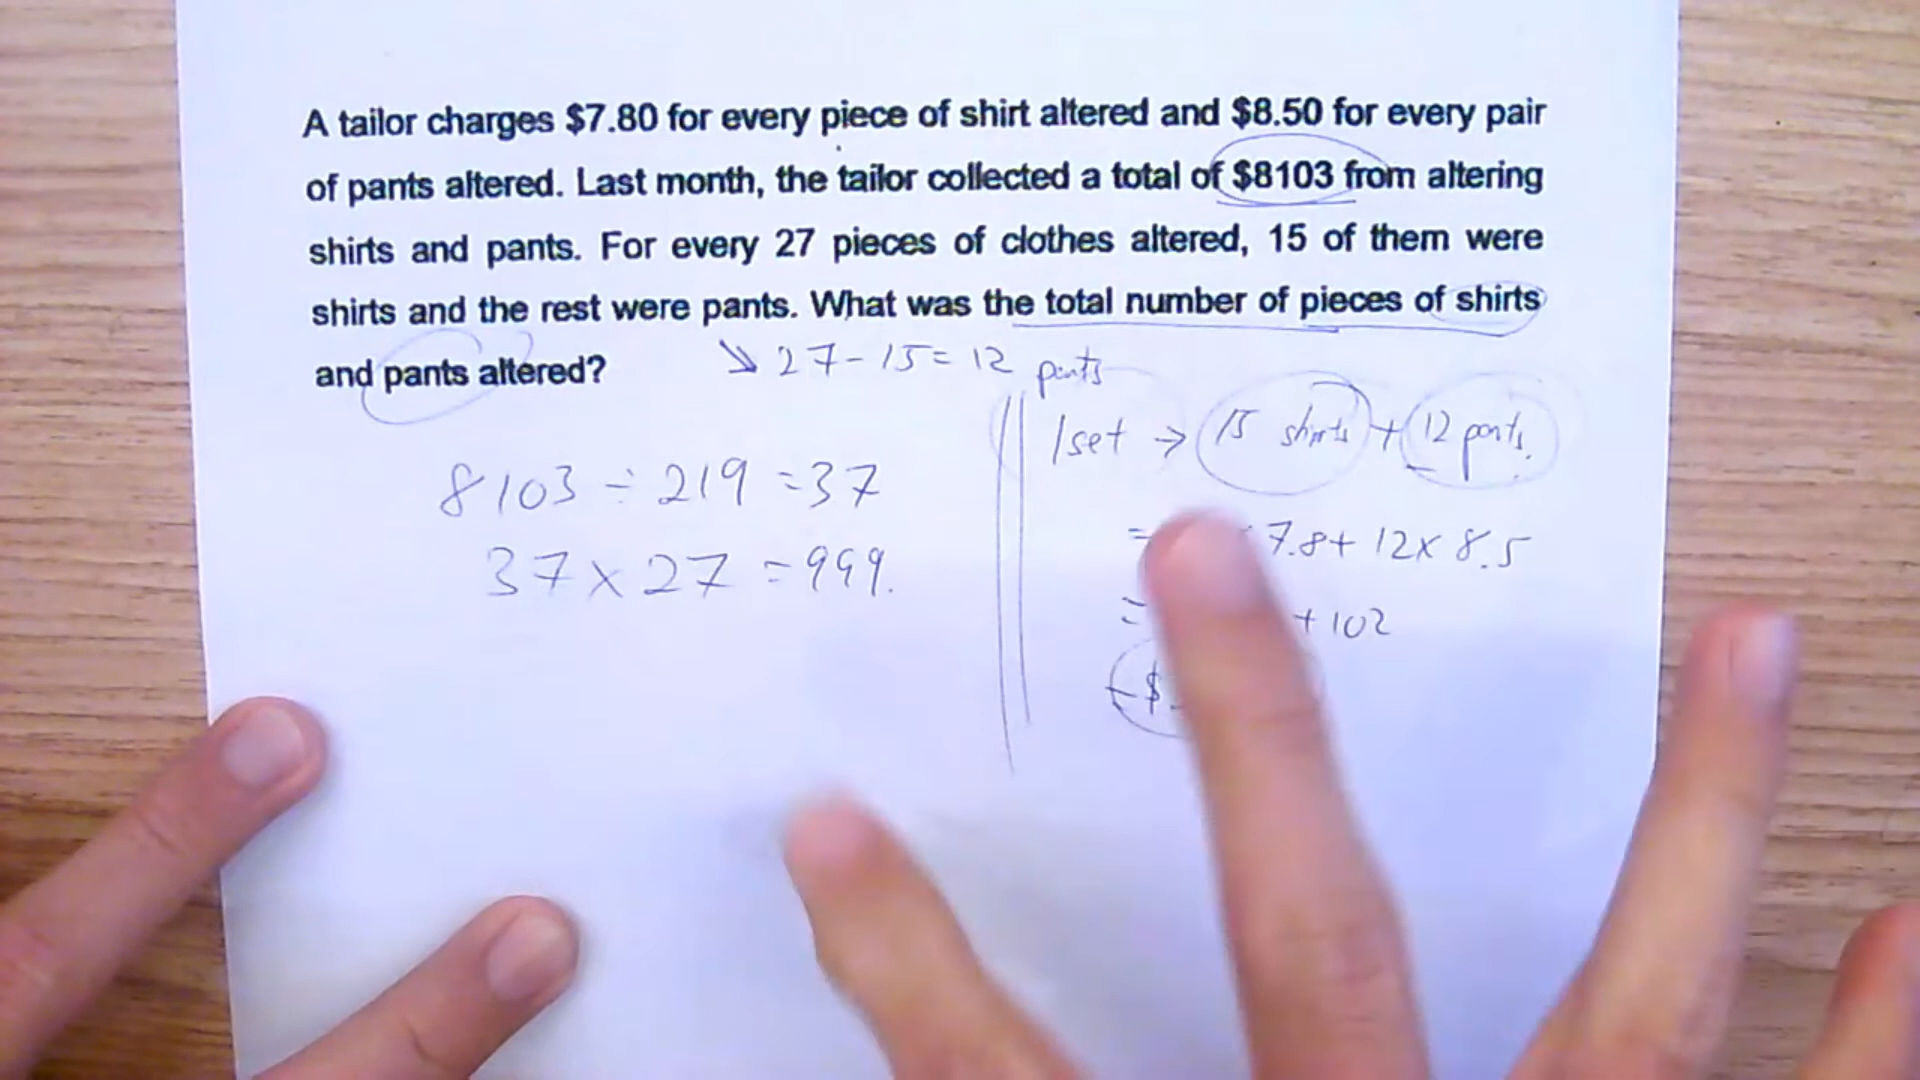 A tailor charges $7.80 for every piece of shirt altered and $8.50 for every pair
of pants altered. Last month, the tailor collected a total of $8103 from altering
shirts and pants. For every 27 pieces of clothes altered, 15 of them were
shirts and the rest were pants. What was the total number of pieces of shirts
and pants altered?
↘ 27 - 15 = 12 pants
8103 ÷ 219 = 37
37 × 27 = 999.
1 set → 15 shirts + 12 pants.
= 7.8 + 12 × 8.5
= + 102
= $